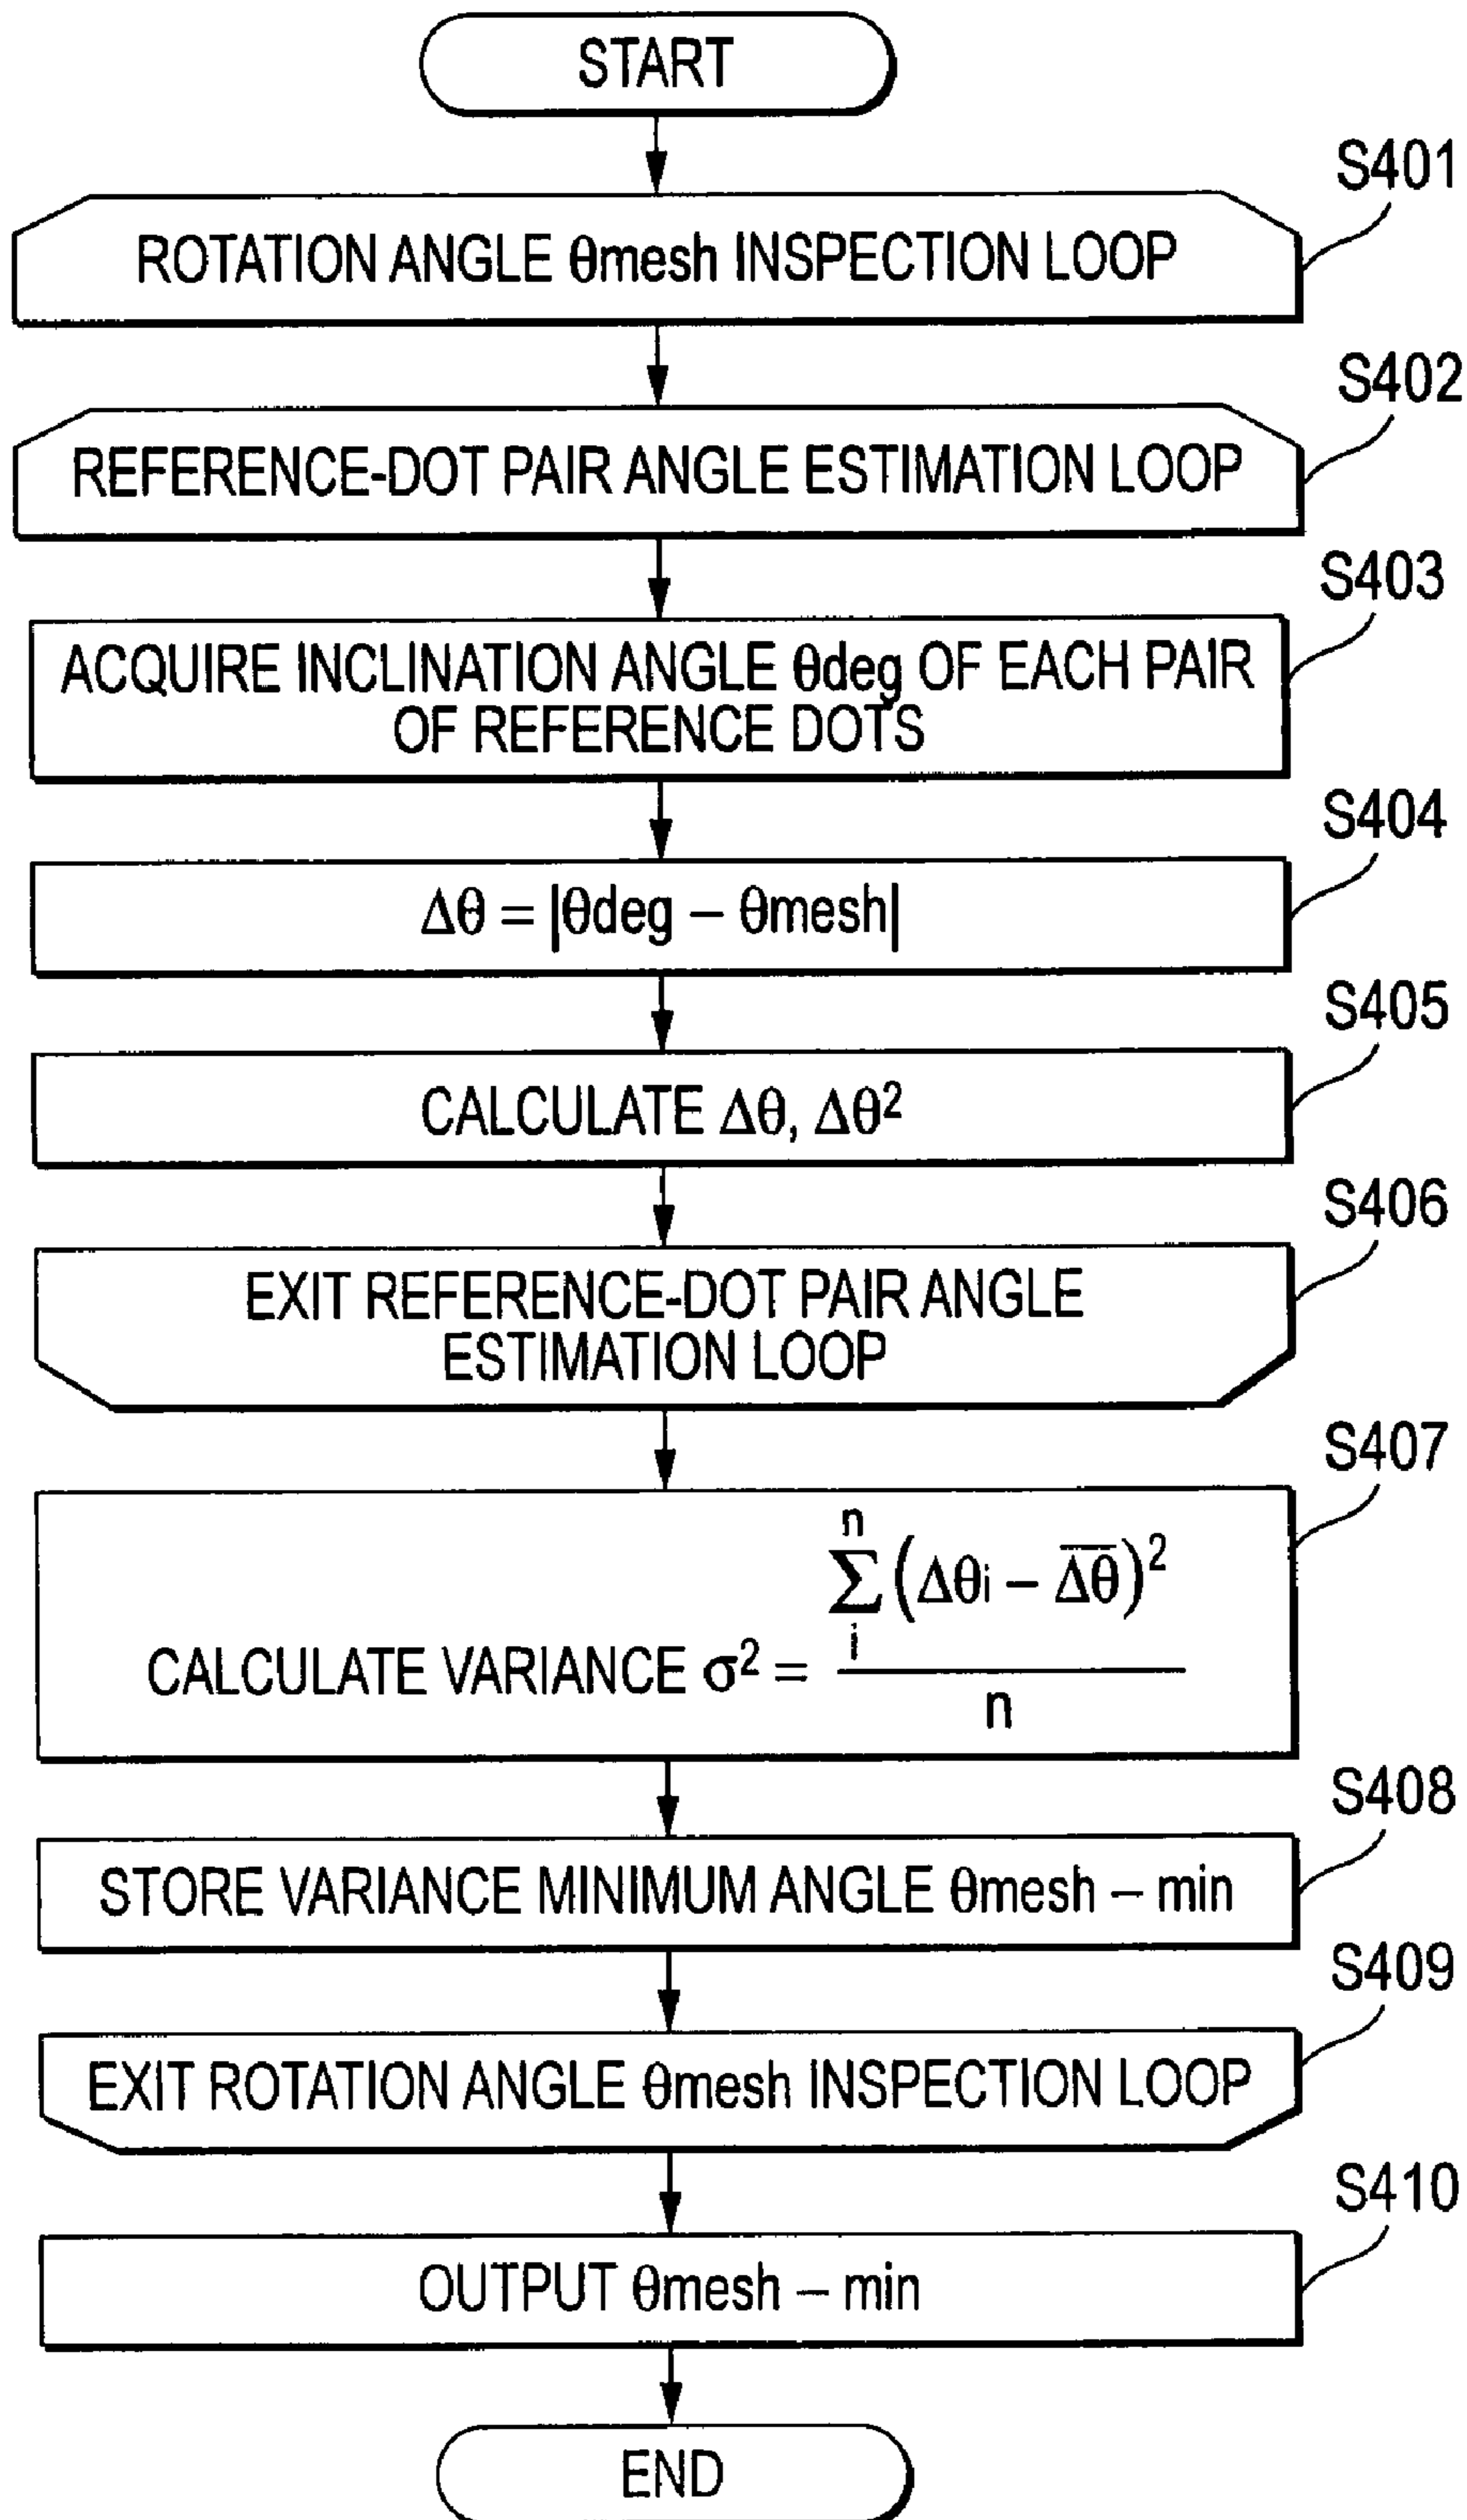 START
S401
ROTATION ANGLE θmesh INSPECTION LOOP
S402
REFERENCE-DOT PAIR ANGLE ESTIMATION LOOP
S403
ACQUIRE INCLINATION ANGLE θdeg OF EACH PAIR
OF REFERENCE DOTS
S404
Δθ = |θdeg – θmesh|
S405
CALCULATE Δθ, Δθ²
S406
EXIT REFERENCE-DOT PAIR ANGLE
ESTIMATION LOOP
S407
n
∑ (Δθi – Δθ̅)²
i
CALCULATE VARIANCE σ² =
n
S408
STORE VARIANCE MINIMUM ANGLE θmesh – min
S409
EXIT ROTATION ANGLE θmesh INSPECTION LOOP
S410
OUTPUT θmesh – min
END